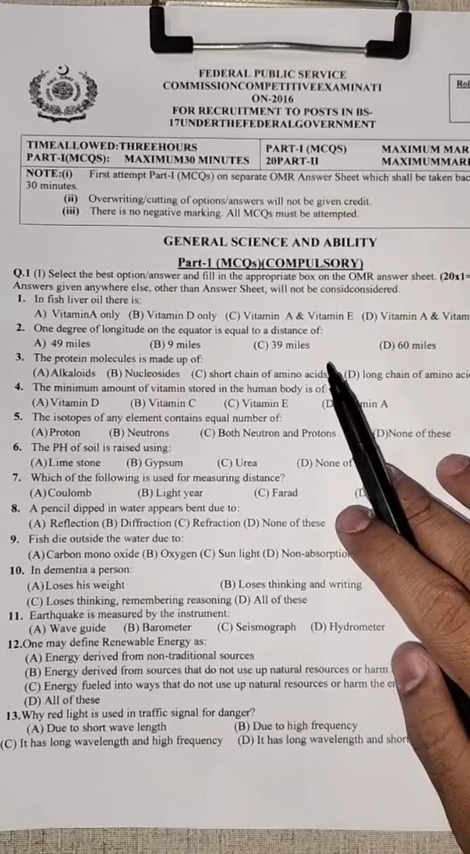 FEDERAL PUBLIC SERVICE
COMMISSIONCOMPETITIVEEXAMINATI
ON-2016
FOR RECRUITMENT TO POSTS IN BS-
17UNDERTHEFEDERALGOVERNMENT
TIMEALLOWED:THREEHOURS PART-I (MCQS) MAXIMUM MAR
PART-I(MCQS): MAXIMUM30 MINUTES 20PART-II MAXIMUMMAR
NOTE:(i) First attempt Part-I (MCQs) on separate OMR Answer Sheet which shall be taken bac
30 minutes.
(ii) Overwriting/cutting of options/answers will not be given credit.
(iii) There is no negative marking. All MCQs must be attempted.
GENERAL SCIENCE AND ABILITY
Part-1 (MCQs)(COMPULSORY)
Q.1 (I) Select the best option/answer and fill in the appropriate box on the OMR answer sheet. (20x1=
Answers given anywhere else, other than Answer Sheet, will not be considconsidered.
1. In fish liver oil there is:
A) VitaminA only (B) Vitamin D only (C) Vitamin A & Vitamin E (D) Vitamin A & Vitam
2. One degree of longitude on the equator is equal to a distance of:
A) 49 miles (B) 9 miles (C) 39 miles (D) 60 miles
3. The protein molecules is made up of:
(A)Alkaloids (B) Nucleosides (C) short chain of amino acids (D) long chain of amino aci
4. The minimum amount of vitamin stored in the human body is of:
(A)Vitamin D (B) Vitamin C (C) Vitamin E (D min A
5. The isotopes of any element contains equal number of:
(A)Proton (B) Neutrons (C) Both Neutron and Protons (D)None of these
6. The PH of soil is raised using:
(A)Lime stone (B) Gypsum (C) Urea (D) None of
7. Which of the following is used for measuring distance?
(A)Coulomb (B) Light year (C) Farad
8. A pencil dipped in water appears bent due to:
(A) Reflection (B) Diffraction (C) Refraction (D) None of these
9. Fish die outside the water due to:
(A)Carbon mono oxide (B) Oxygen (C) Sun light (D) Non-absorptio
10. In dementia a person:
(A)Loses his weight (B) Loses thinking and writing
(C) Loses thinking, remembering reasoning (D) All of these
11. Earthquake is measured by the instrument:
(A) Wave guide (B) Barometer (C) Seismograph (D) Hydrometer
12.One may define Renewable Energy as:
(A) Energy derived from non-traditional sources
(B) Energy derived from sources that do not use up natural resources or harm
(C) Energy fueled into ways that do not use up natural resources or harm the
(D) All of these
13.Why red light is used in traffic signal for danger?
(A) Due to short wave length (B) Due to high frequency
(C) It has long wavelength and high frequency (D) It has long wavelength and shor